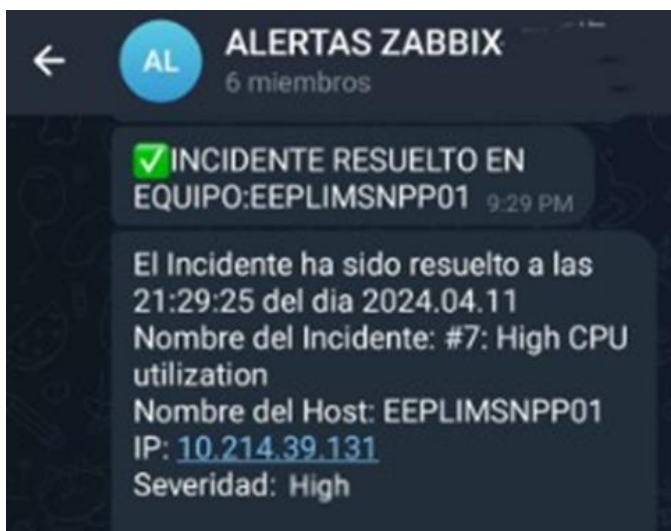 ALERTAS ZABBIX
AL
6 miembros
✅INCIDENTE RESUELTO EN
EQUIPO:EEPLIMSNPP01 9:29 PM
El Incidente ha sido resuelto a las
21:29:25 del dia 2024.04.11
Nombre del Incidente: #7: High CPU
utilization
Nombre del Host: EEPLIMSNPP01
IP: 10.214.39.131
Severidad: High